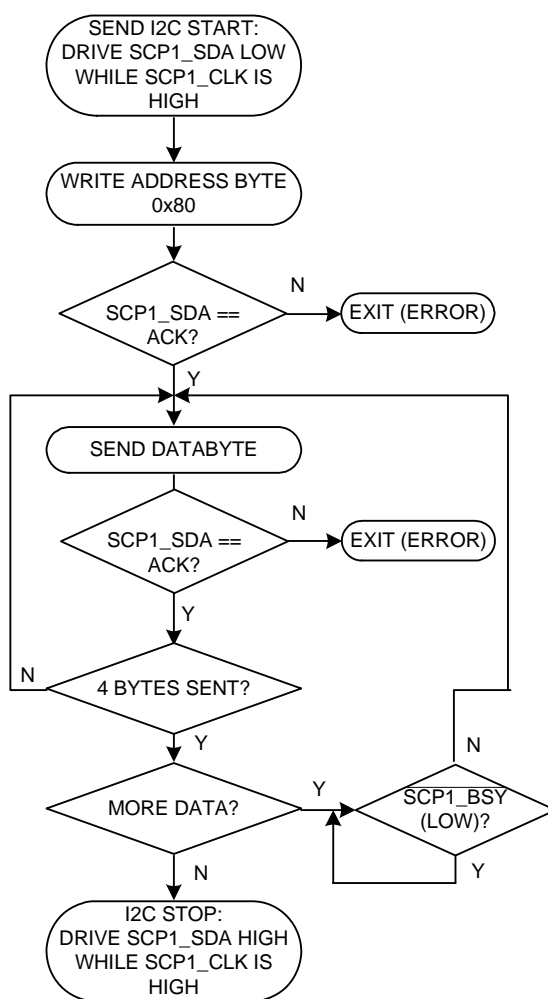 SEND I2C START:
DRIVE SCP1_SDA LOW
WHILE SCP1_CLK IS
HIGH
WRITE ADDRESS BYTE
0x80
SCP1_SDA ==
ACK?
N
EXIT (ERROR)
Y
SEND DATABYTE
SCP1_SDA ==
ACK?
N
EXIT (ERROR)
Y
4 BYTES SENT?
N
Y
MORE DATA?
Y
SCP1_BSY
(LOW)?
N
Y
N
I2C STOP:
DRIVE SCP1_SDA HIGH
WHILE SCP1_CLK IS
HIGH